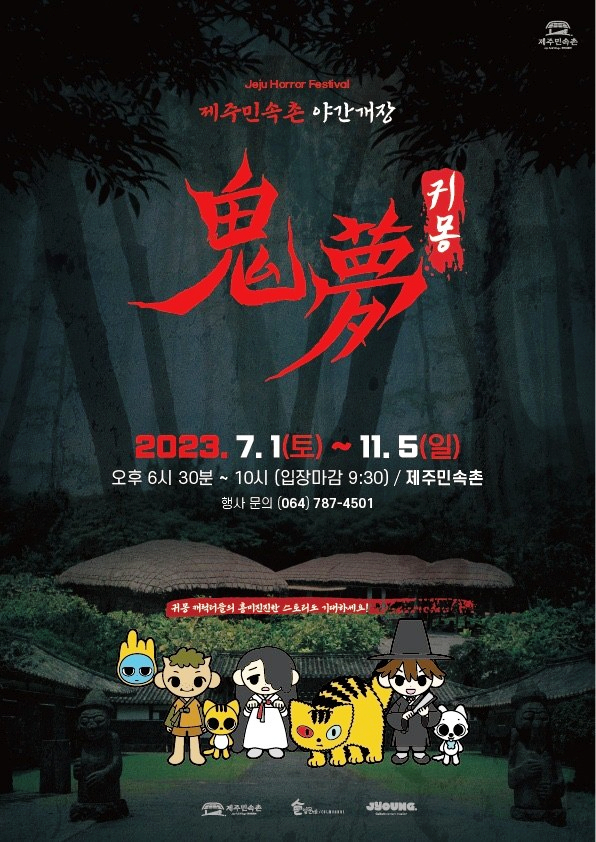 제주민속촌
Jeju Horror Festival
제주민속촌 야간개장
鬼夢
귀몽
2023. 7. 1(토) ~ 11. 5(일)
오후 6시 30분 ~ 10시 (입장마감 9:30) / 제주민속촌
행사 문의 (064) 787-4501
귀몽 캐릭터들의 흥미진진한 스토리도 기대하세요!
제주민속촌
JYOUNG.